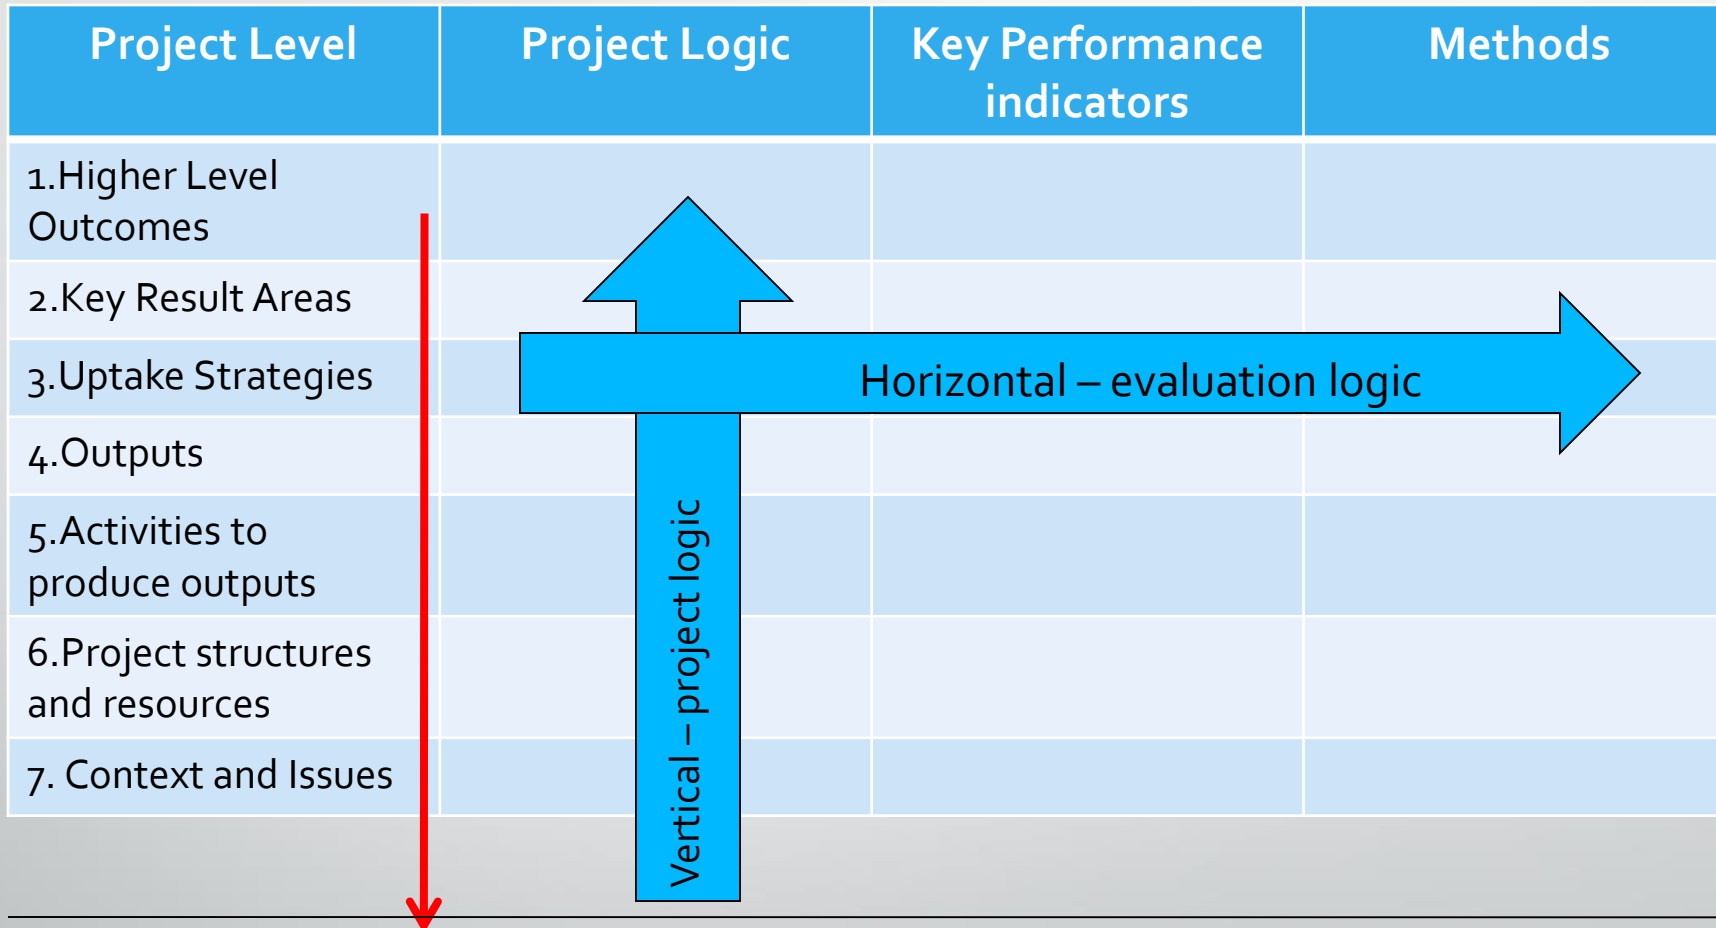 Project Level
Project Logic
Key Performance
indicators
Methods
1.Higher Level
Outcomes
2.Key Result Areas
3.Uptake Strategies
Horizontal – evaluation logic
4.Outputs
5.Activities to
produce outputs
6.Project structures
and resources
7. Context and Issues
Vertical – project logic